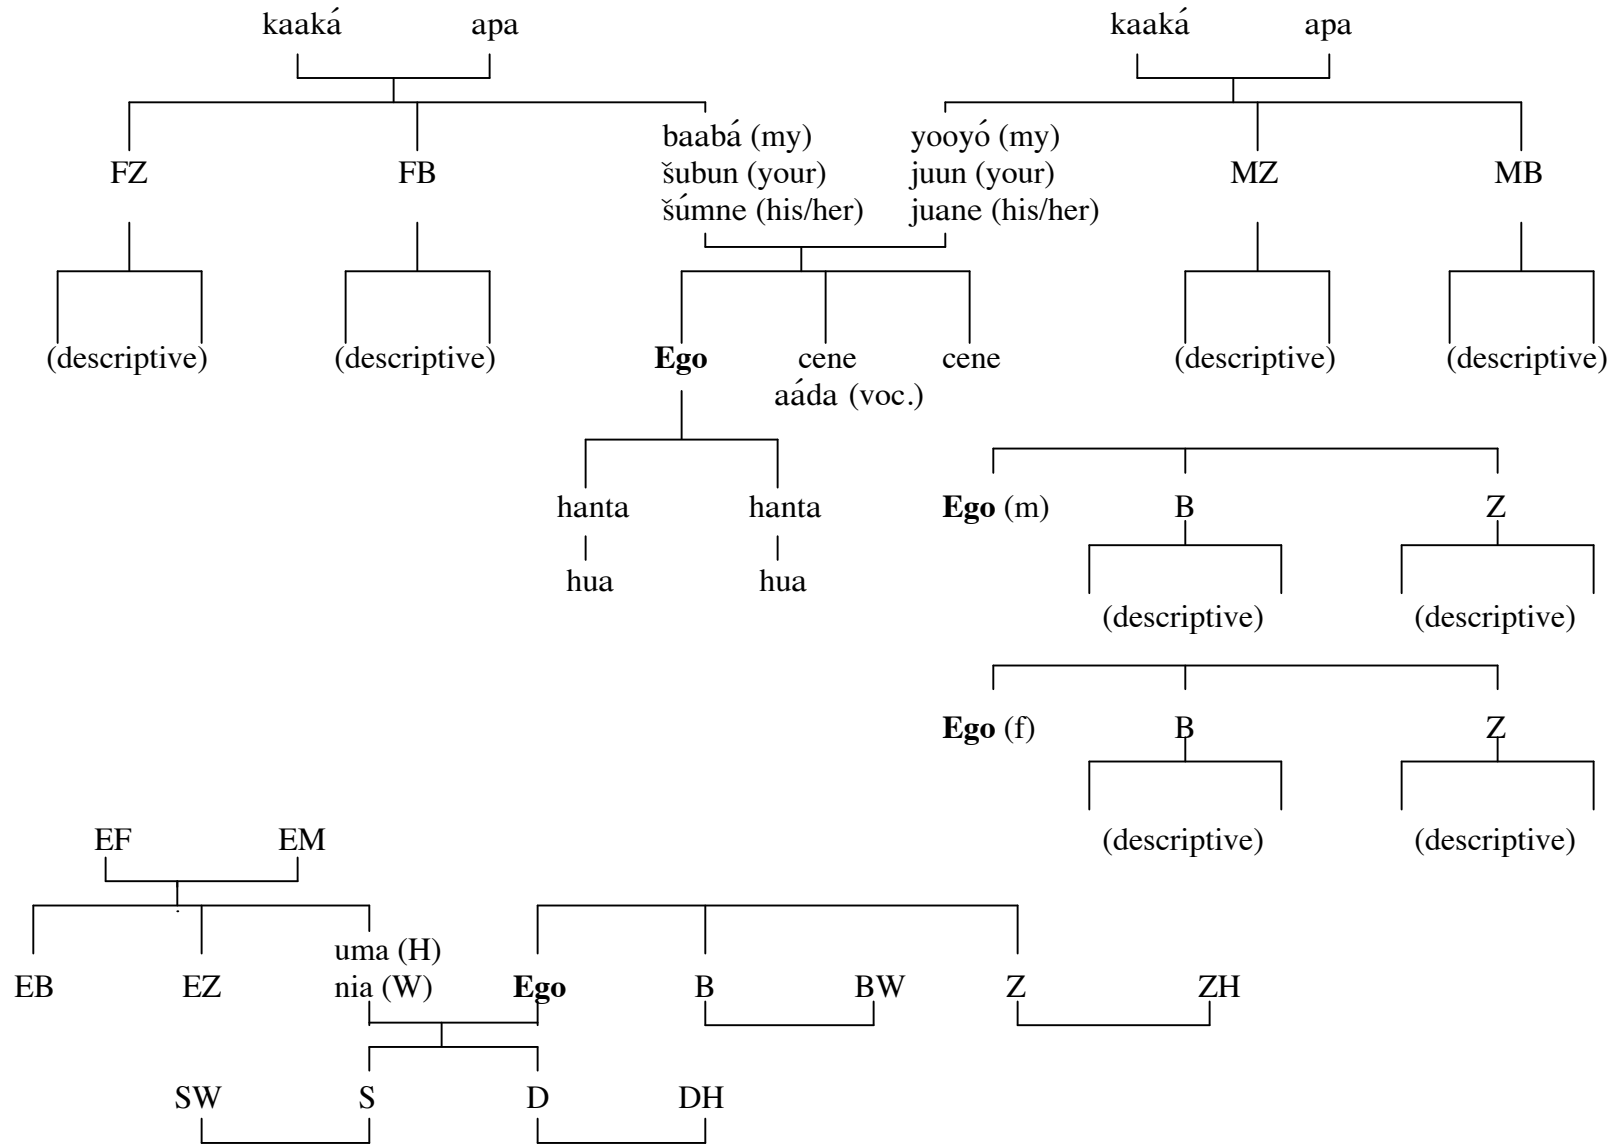 kaaká apa kaaká apa
baabá (my) yooyó (my)
FZ FB šubun (your) juun (your) MZ MB
šúmne (his/her) juane (his/her)
(descriptive) (descriptive) Ego cene cene (descriptive) (descriptive)
aáda (voc.)
hanta hanta Ego (m) B Z
hua hua
(descriptive) (descriptive)
Ego (f) B Z
EF EM (descriptive) (descriptive)
uma (H)
EB EZ nia (W) Ego B BW Z ZH
SW S D DH